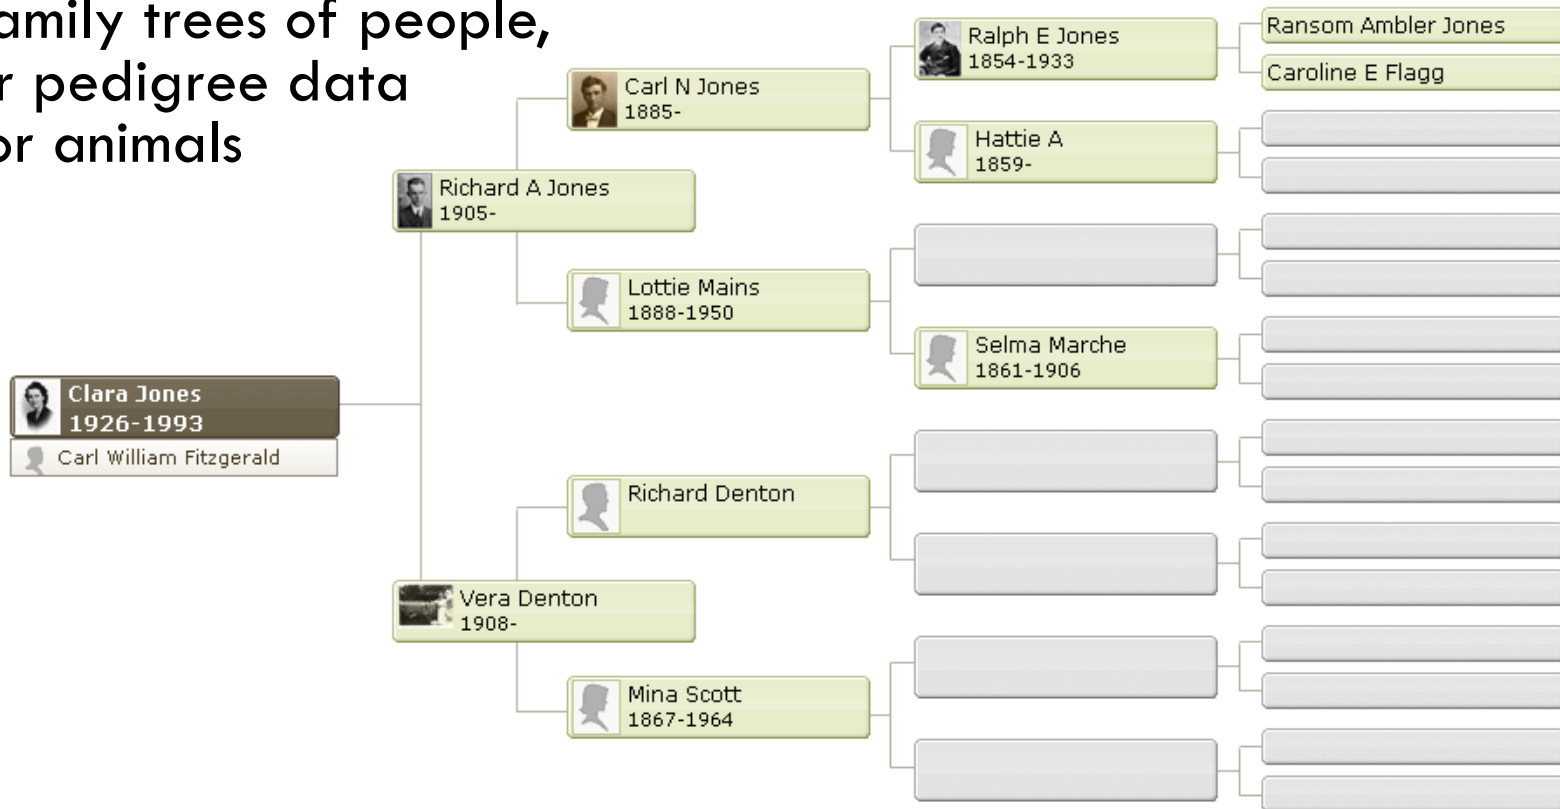 amily trees of people,
r pedigree data
or animals
Clara Jones
1926-1993
Carl William Fitzgerald
Richard A Jones
1905-
Vera Denton
1908-
Carl N Jones
1885-
Lottie Mains
1888-1950
Richard Denton
Mina Scott
1867-1964
Ralph E Jones
1854-1933
Hattie A
1859-
Selma Marche
1861-1906
Ransom Ambler Jones
Caroline E Flagg